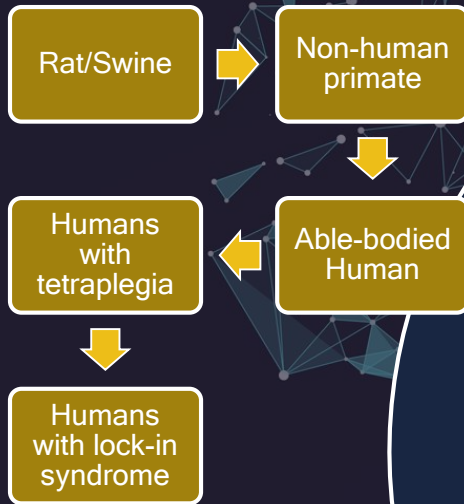 Rat/Swine
Non-human
primate
Able-bodied
Human
Humans
with
tetraplegia
Humans
with lock-in
syndrome